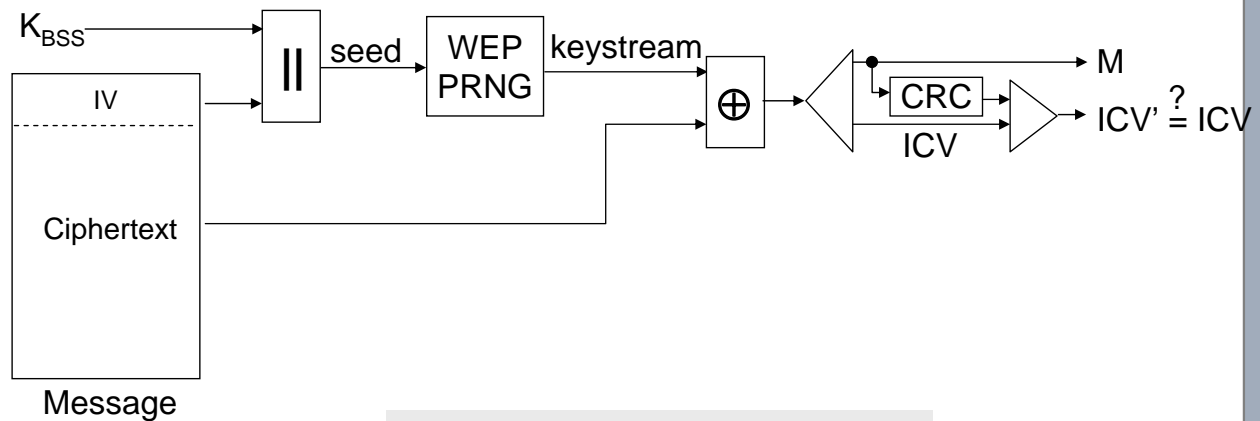 K_BSS
IV
Ciphertext
Message
||
seed
WEP
PRNG
keystream
⊕
CRC
ICV
M
ICV' ≟ ICV